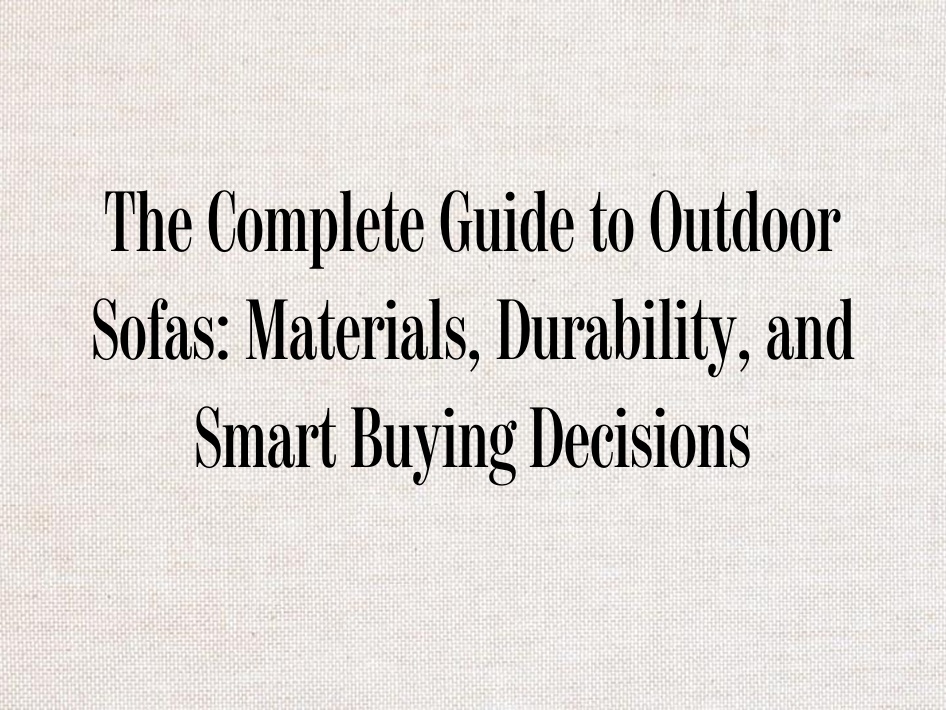 The Complete Guide to Outdoor
Sofas: Materials, Durability, and
Smart Buying Decisions